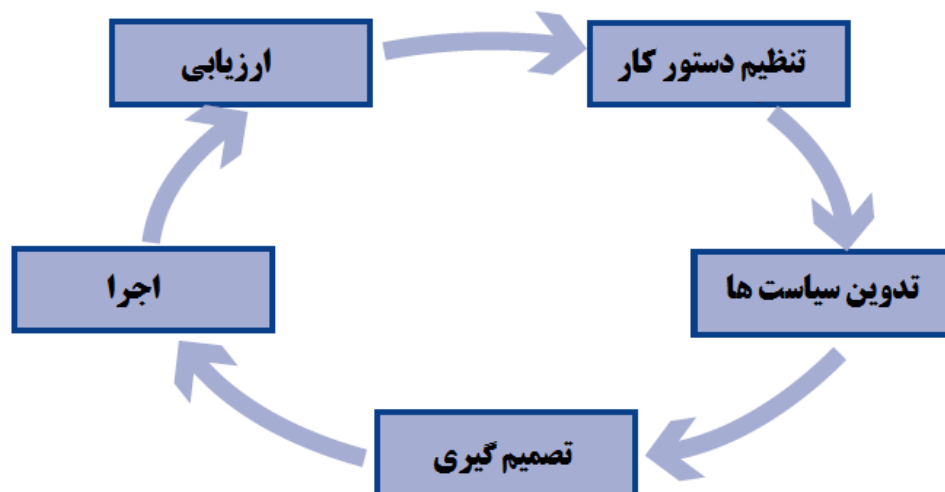 تنظیم دستور کار
تدوین سیاست ها
تصمیم گیری
اجرا
ارزیابی